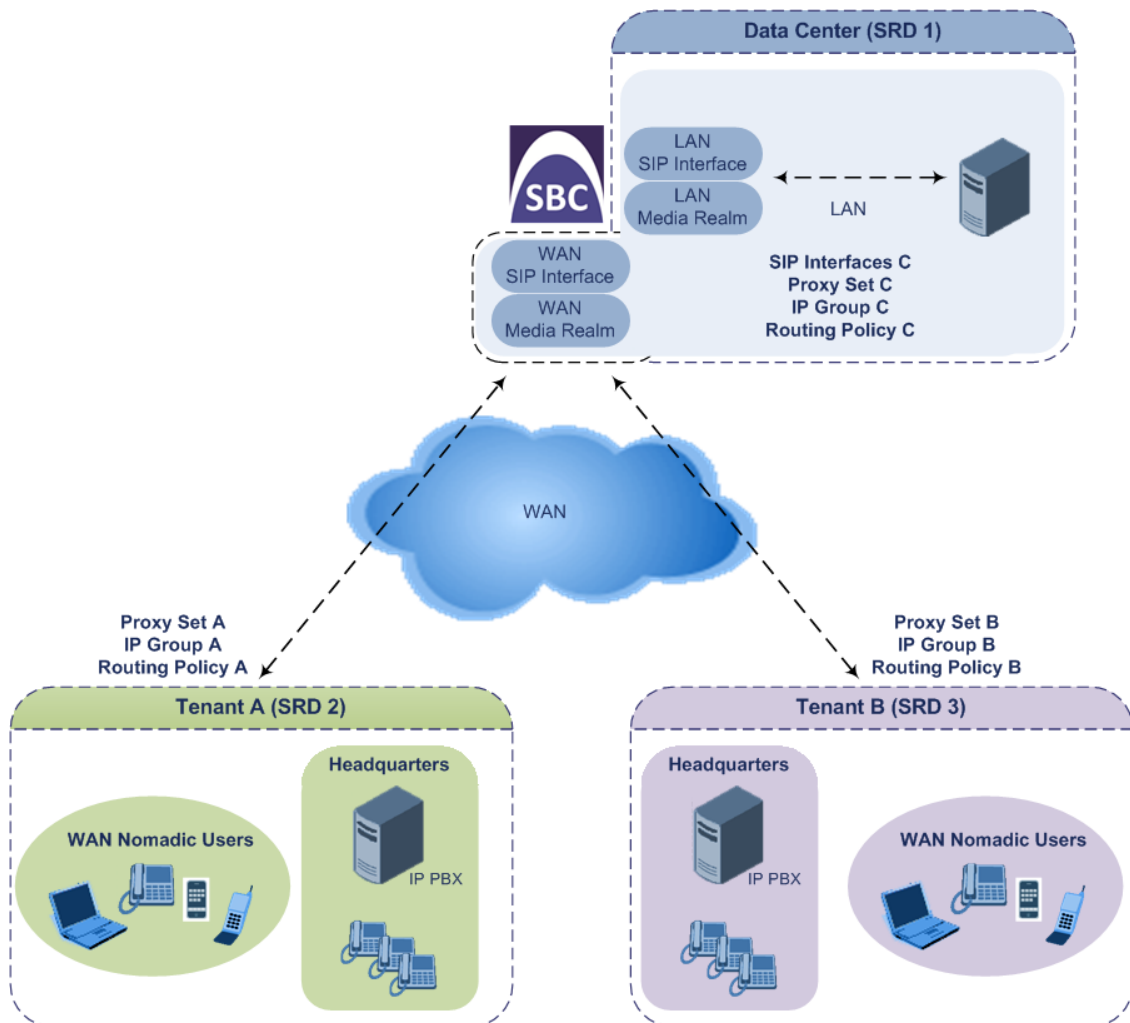 Data Center (SRD 1)
SBC
LAN
SIP Interface
LAN
Media Realm
LAN
WAN
SIP Interface
WAN
Media Realm
SIP Interfaces C
Proxy Set C
IP Group C
Routing Policy C
WAN
Proxy Set A
IP Group A
Routing Policy A
Proxy Set B
IP Group B
Routing Policy B
Tenant A (SRD 2)
WAN Nomadic Users
Headquarters
IP PBX
Tenant B (SRD 3)
Headquarters
IP PBX
WAN Nomadic Users